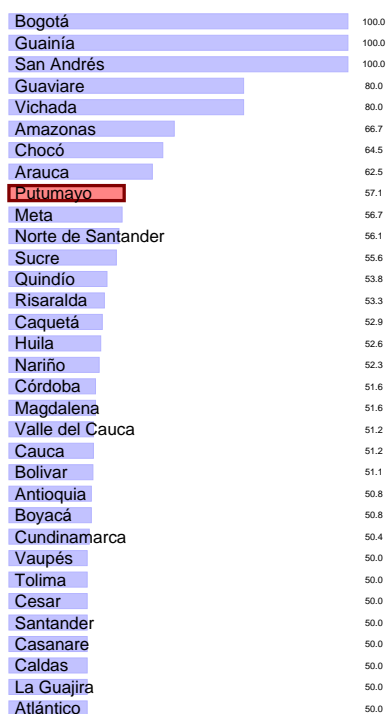 Bogotá 100.0
Guainía 100.0
San Andrés 100.0
Guaviare 80.0
Vichada 80.0
Amazonas 66.7
Chocó 64.5
Arauca 62.5
Putumayo 57.1
Meta 56.7
Norte de Santander 56.1
Sucre 55.6
Quindío 53.8
Risaralda 53.3
Caquetá 52.9
Huila 52.6
Nariño 52.3
Córdoba 51.6
Magdalena 51.6
Valle del Cauca 51.2
Cauca 51.2
Bolivar 51.1
Antioquia 50.8
Boyacá 50.8
Cundinamarca 50.4
Vaupés 50.0
Tolima 50.0
Cesar 50.0
Santander 50.0
Casanare 50.0
Caldas 50.0
La Guajira 50.0
Atlántico 50.0